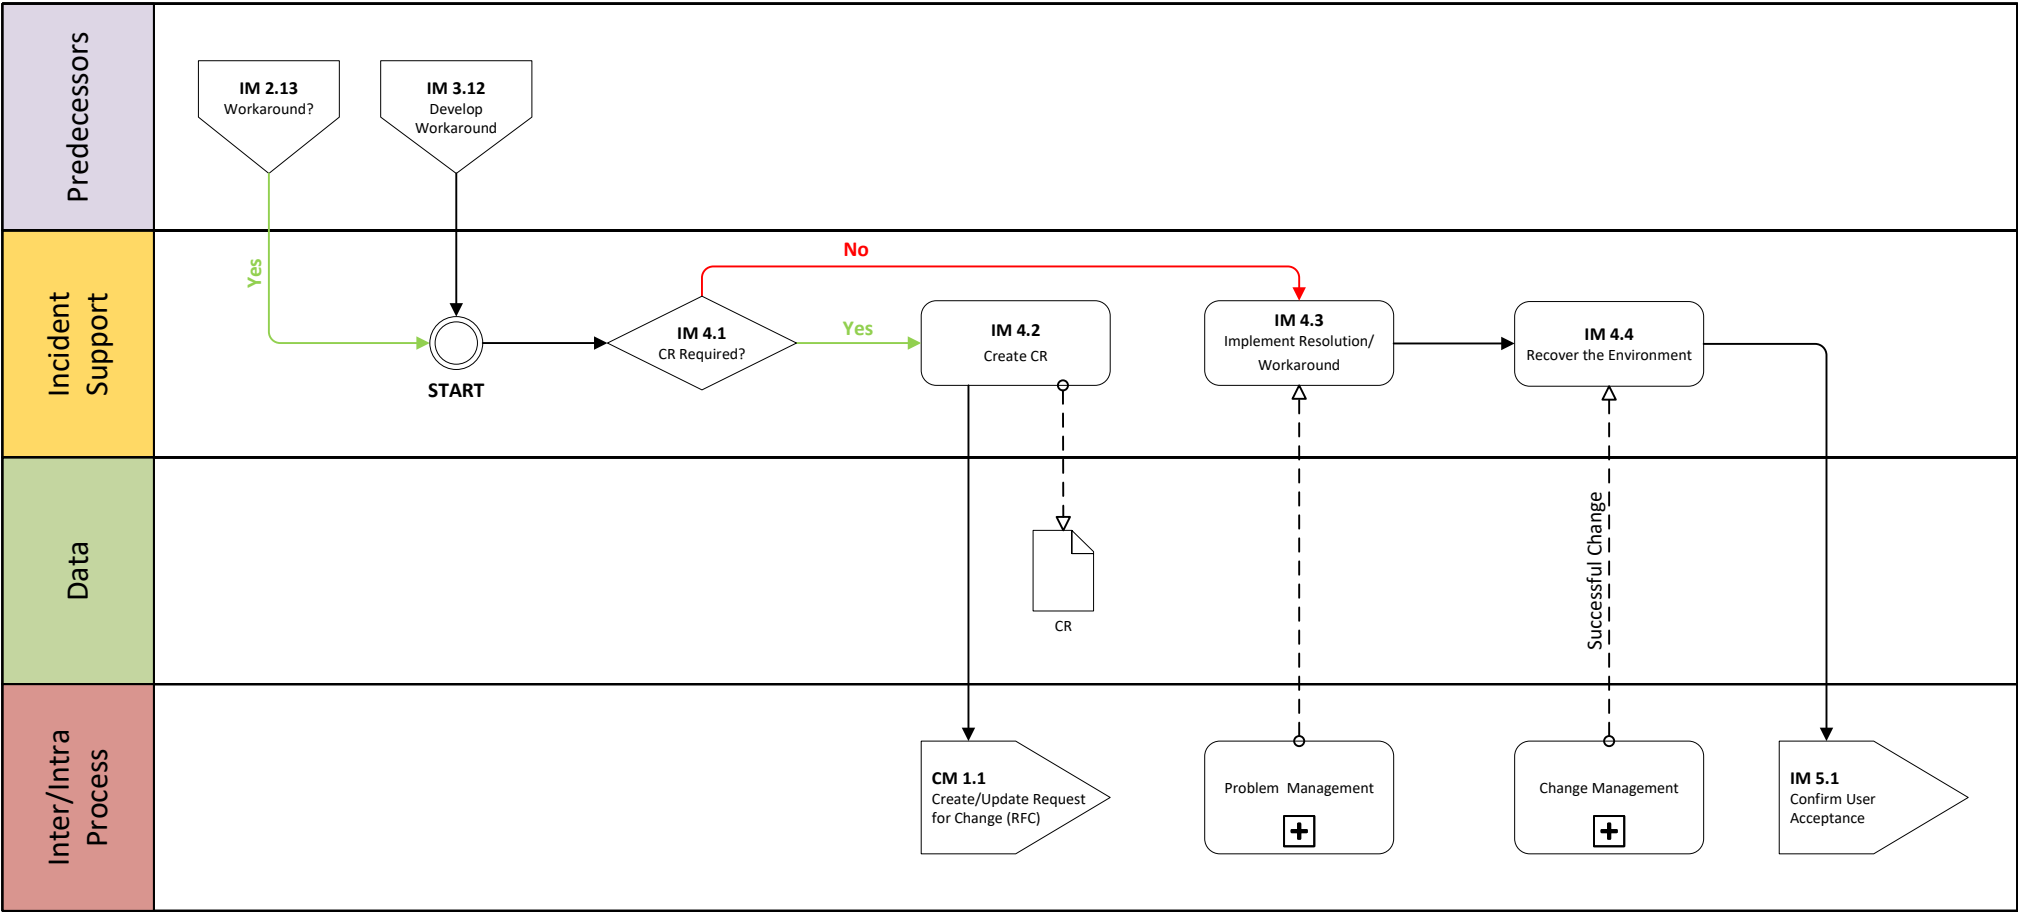 Predecessors
IM 2.13
Workaround?
IM 3.12
Develop
Workaround
Incident
Support
Yes
START
No
IM 4.1
CR Required?
Yes
IM 4.2
Create CR
IM 4.3
Implement Resolution/
Workaround
IM 4.4
Recover the Environment
Data
CR
Successful Change
Inter/Intra
Process
CM 1.1
Create/Update Request
for Change (RFC)
Problem Management
Change Management
IM 5.1
Confirm User
Acceptance